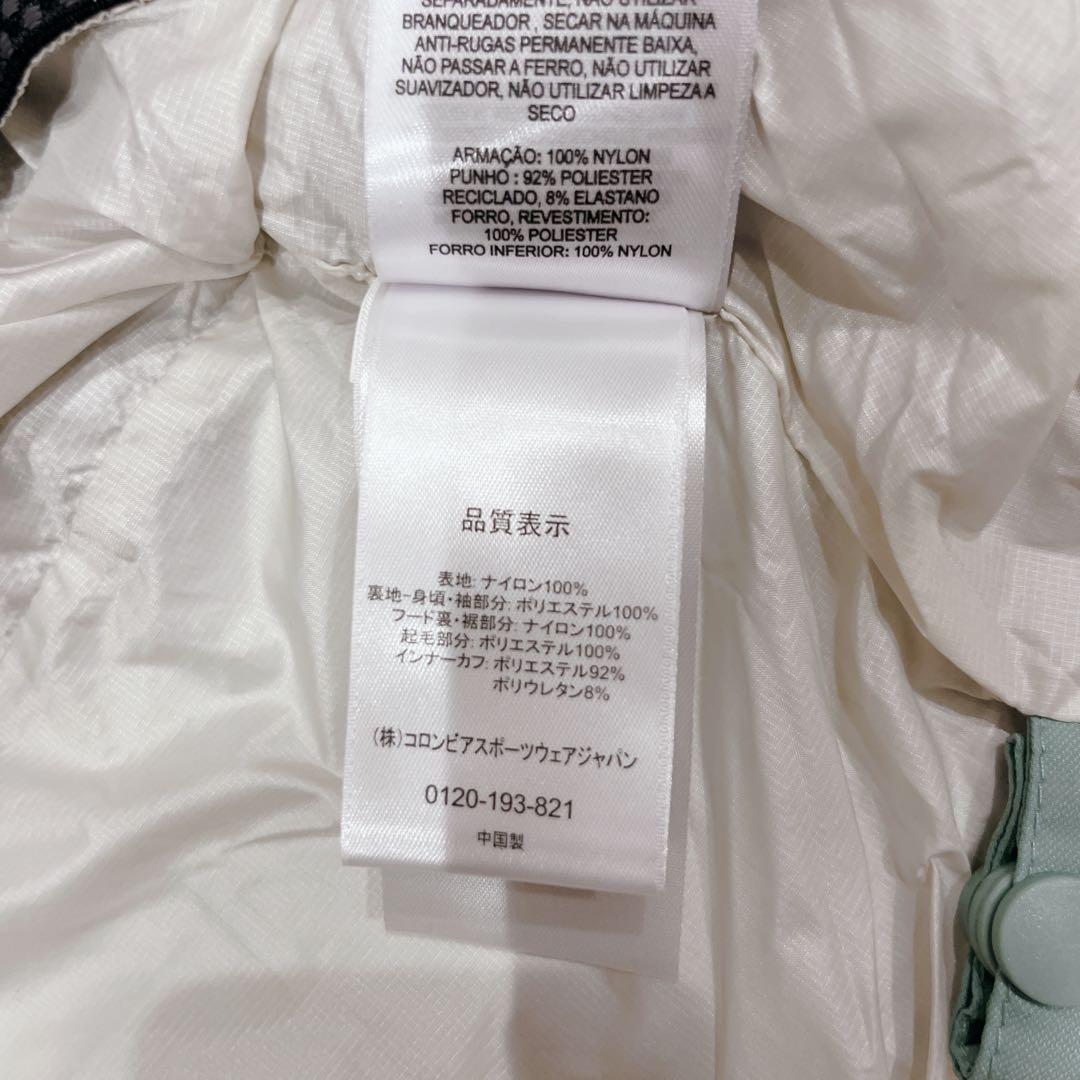 SEPARADAMENTE, NÃO UTILIZAR
BRANQUEADOR, SECAR NA MÁQUINA
ANTI-RUGAS PERMANENTE BAIXA,
NÃO PASSAR A FERRO, NÃO UTILIZAR
SUAVIZADOR, NÃO UTILIZAR LIMPEZA A
SECO
ARMAÇÃO: 100% NYLON
PUNHO : 92% POLIESTER
RECICLADO, 8% ELASTANO
FORRO, REVESTIMENTO:
100% POLIESTER
FORRO INFERIOR: 100% NYLON
品質表示
表地: ナイロン100%
裏地–身頃・袖部分: ポリエステル100%
フード裏・裾部分: ナイロン100%
起毛部分: ポリエステル100%
インナーカフ: ポリエステル92%
ポリウレタン8%
(株)コロンビアスポーツウェアジャパン
0120-193-821
中国製